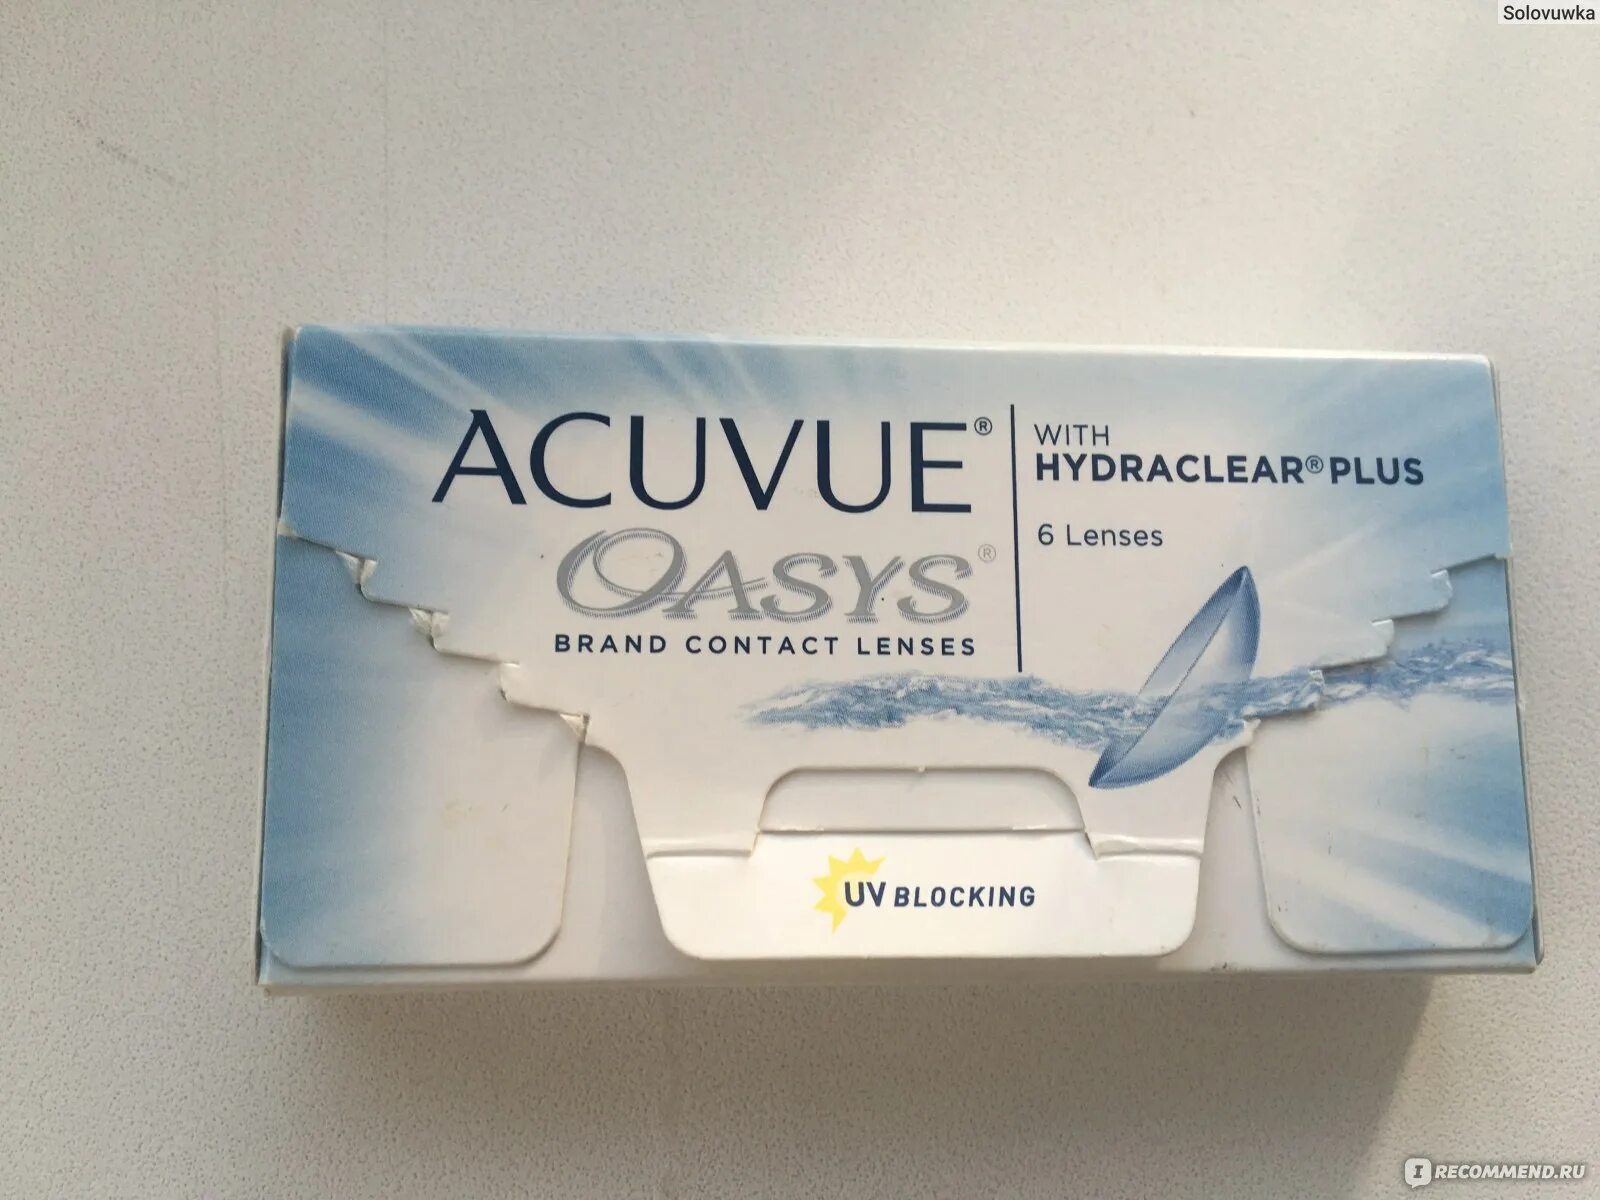 Solovuwka
ACUVUE®
OASYS®
BRAND CONTACT LENSES
WITH
HYDRACLEAR® PLUS
6 Lenses
UV BLOCKING
RECOMMEND.RU